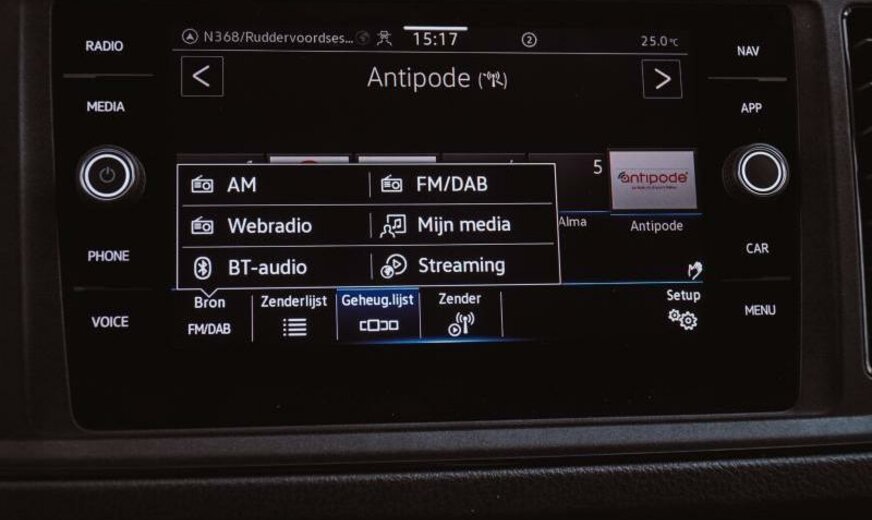 RADIO
MEDIA
PHONE
VOICE
N368/Ruddervoordses... 15:17 2 25.0°C
Antipode
AM
FM/DAB
Webradio
Mijn media
BT-audio
Streaming
5
antipode
Alma
Antipode
Bron
FM/DAB
Zenderlijst
Geheug.lijst
Zender
Setup
NAV
APP
CAR
MENU